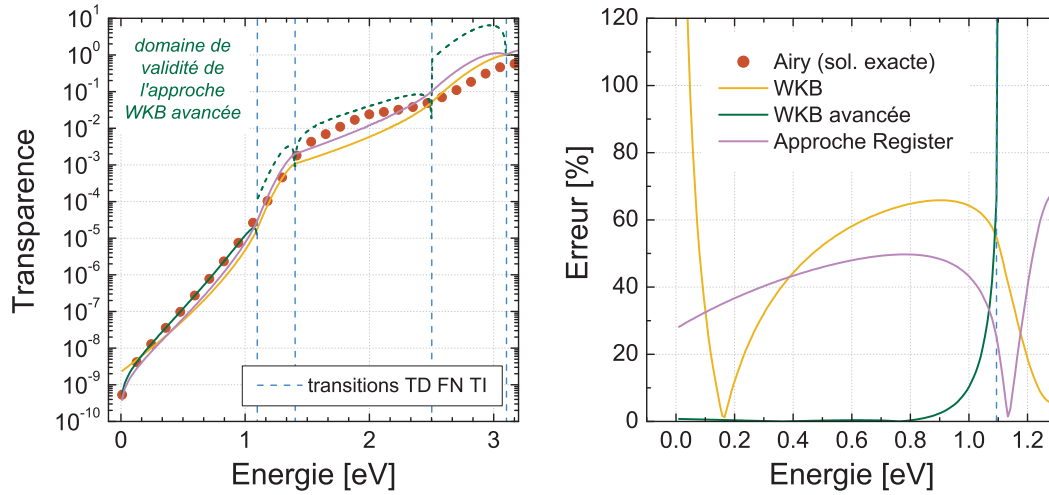 10^1
10^0
10^-1
10^-2
10^-3
10^-4
10^-5
10^-6
10^-7
10^-8
10^-9
10^-10
Transparence
domaine de
validité de
l'approche
WKB avancée
transitions TD FN TI
0 1 2 3
Energie [eV]
120
100
80
60
40
20
0
Erreur [%]
Airy (sol. exacte)
WKB
WKB avancée
Approche Register
0.0 0.2 0.4 0.6 0.8 1.0 1.2
Energie [eV]